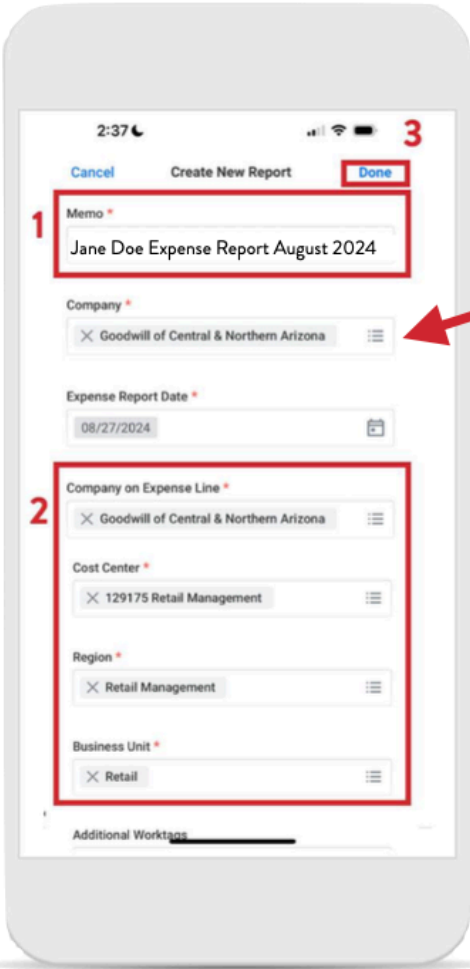 2:37
3
Cancel Create New Report Done
1
Memo *
Jane Doe Expense Report August 2024
Company *
Goodwill of Central & Northern Arizona
Expense Report Date *
08/27/2024
2
Company on Expense Line *
Goodwill of Central & Northern Arizona
Cost Center *
129175 Retail Management
Region *
Retail Management
Business Unit *
Retail
Additional Worktags